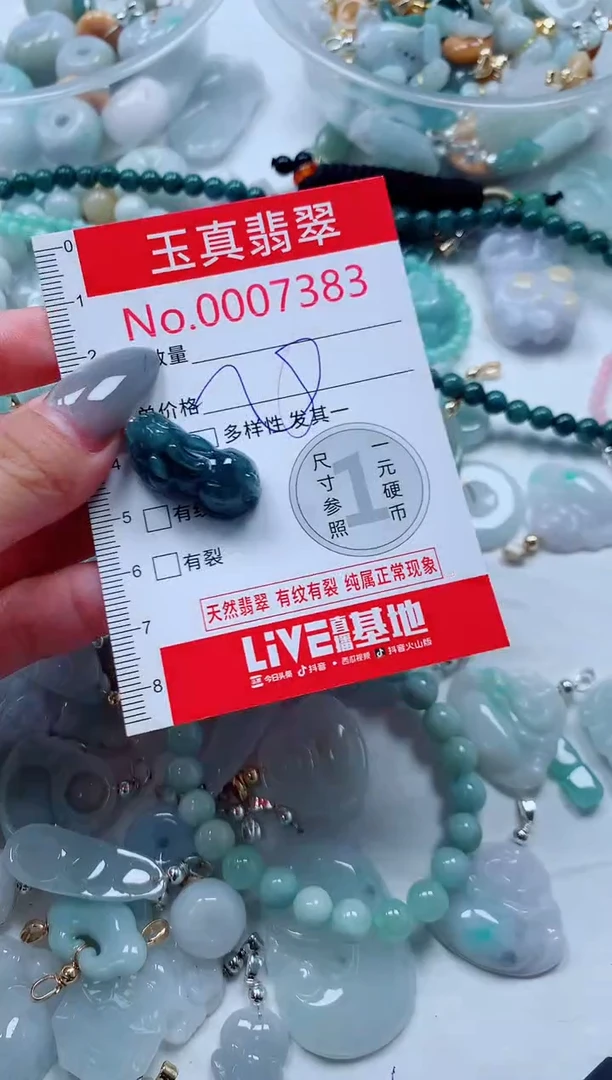 0
玉真翡翠
1
No.0007383
2
数量
单价格
多样性 发其一
4
尺寸参照
1
一元硬币
5
有纹
6
有裂
天然翡翠 有纹有裂 纯属正常现象
7
LiVE直播基地
8
今日头条 抖音 • 西瓜视频 抖音火山版